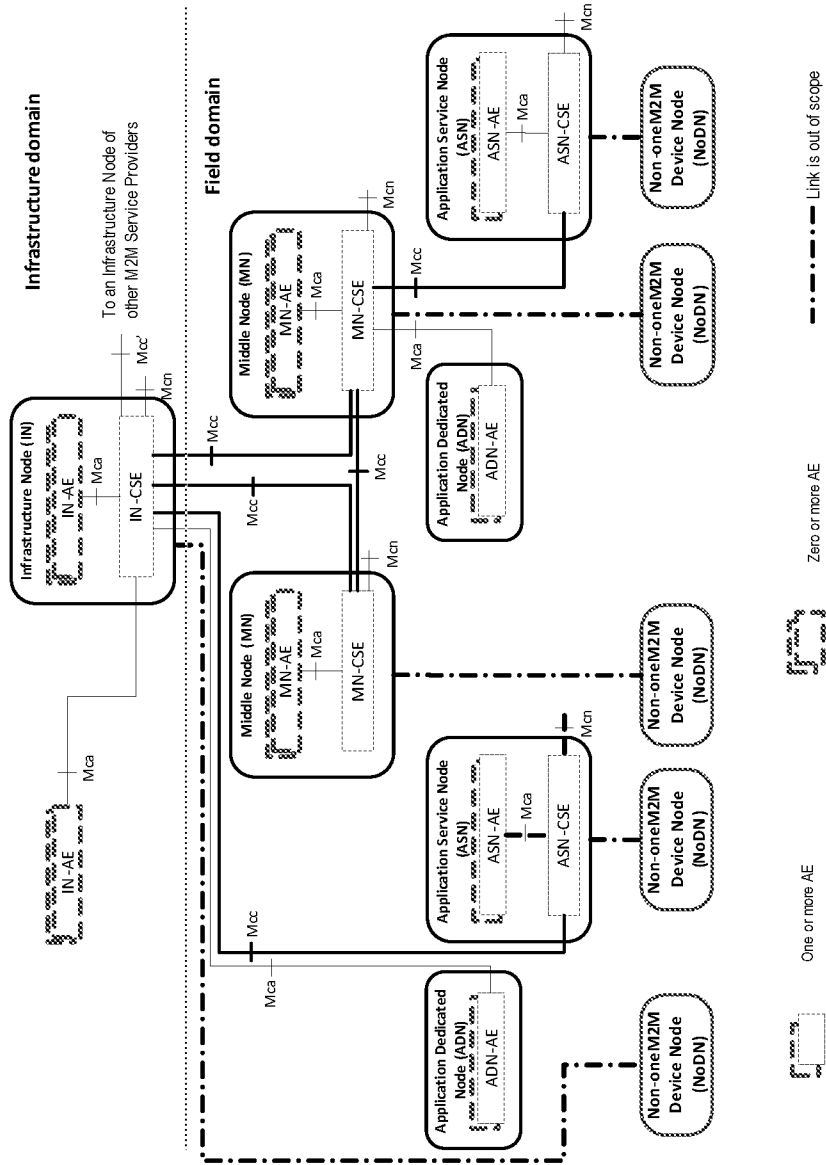 Infrastructure domain
To an Infrastructure Node of
other M2M Service Providers
Infrastructure Node (IN)
IN-AE
Mca
IN-CSE
Mcc'
Mcn
IN-AE
Mca
Field domain
Mcc
Mcc
Mcc
Mca
Mcc
Middle Node (MN)
MN-AE
Mca
MN-CSE
Mcn
Middle Node (MN)
MN-AE
Mca
MN-CSE
Mcn
Mca
Mcc
Application Dedicated
Node (ADN)
ADN-AE
Application Service Node
(ASN)
ASN-AE
Mca
ASN-CSE
Mcn
Application Dedicated
Node (ADN)
ADN-AE
Application Service Node
(ASN)
ASN-AE
Mca
ASN-CSE
Mcn
Non-oneM2M
Device Node
(NoDN)
Non-oneM2M
Device Node
(NoDN)
Non-oneM2M
Device Node
(NoDN)
Non-oneM2M
Device Node
(NoDN)
Non-oneM2M
Device Node
(NoDN)
One or more AE
Zero or more AE
Link is out of scope